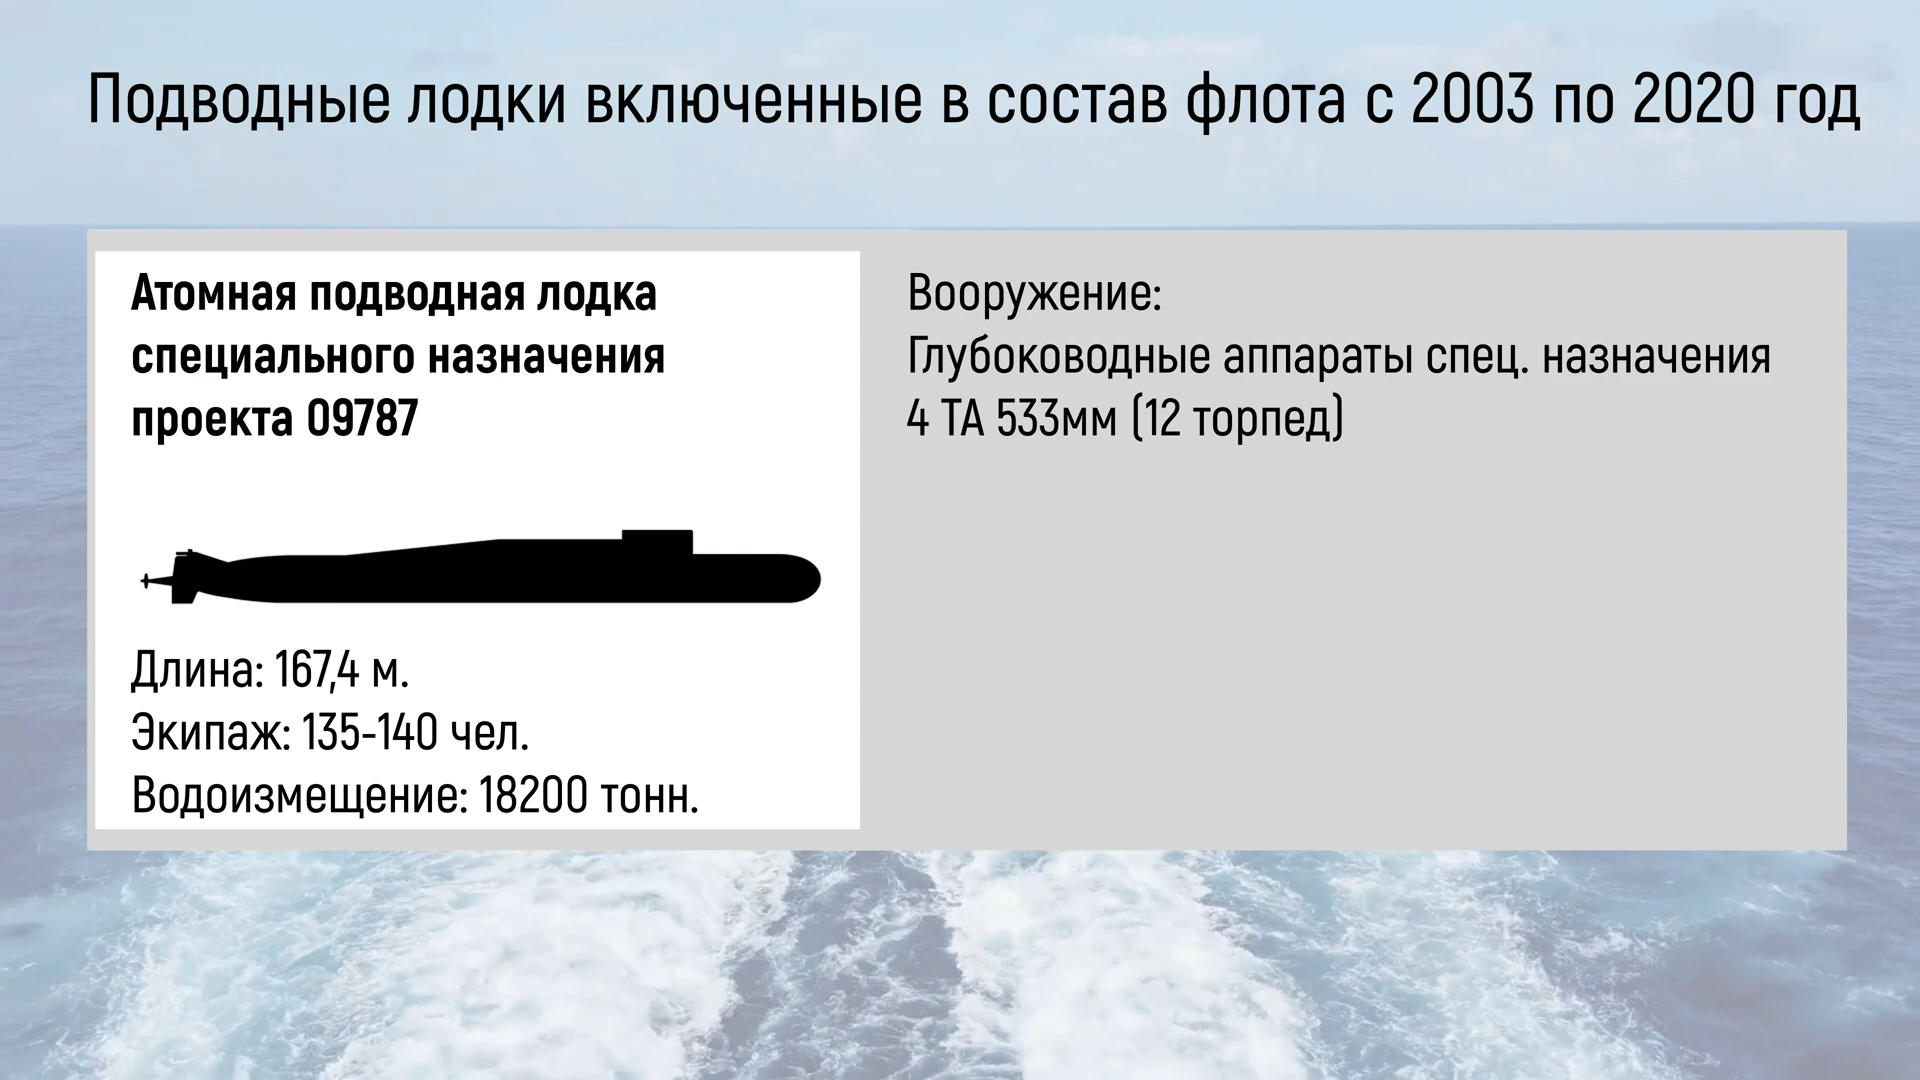 Подводные лодки включенные в состав флота с 2003 по 2020 год
Атомная подводная лодка
специального назначения
проекта 09787
Длина: 167,4 м.
Экипаж: 135-140 чел.
Водоизмещение: 18200 тонн.
Вооружение:
Глубоководные аппараты спец. назначения
4 ТА 533мм (12 торпед)